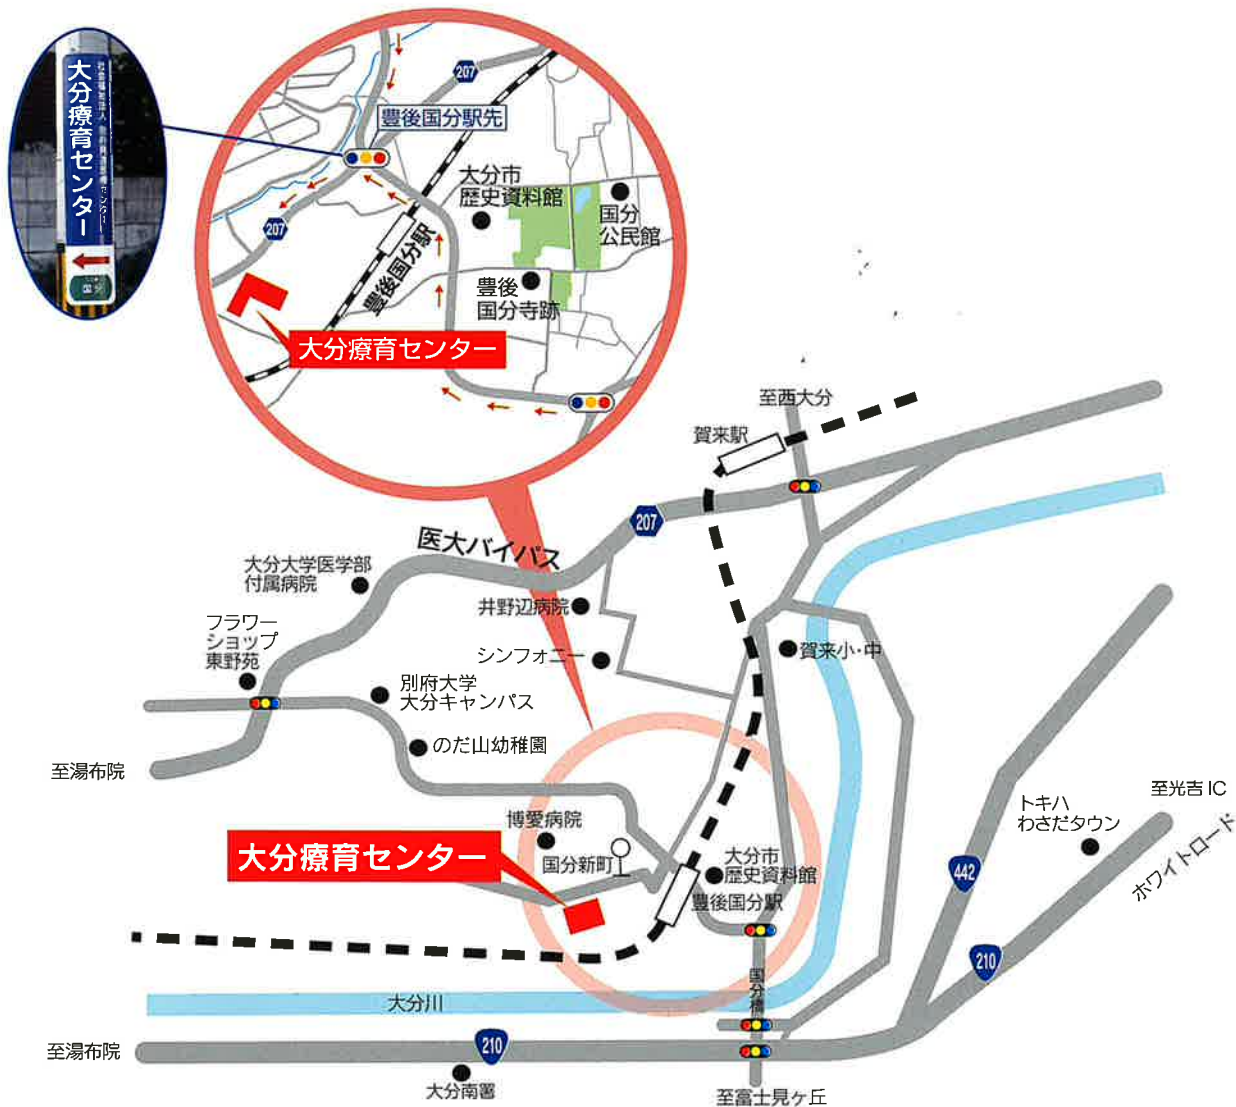 大分療育センター
207
豊後国分駅先
大分市
歴史資料館
国分
公民館
207
豊後国分駅
豊後
国分寺跡
大分療育センター
至西大分
賀来駅
207
医大バイパス
大分大学医学部
付属病院
井野辺病院
フラワー
ショップ
東野苑
シンフォニー
賀来小・中
別府大学
大分キャンパス
のだ山幼稚園
至湯布院
至光吉IC
トキハ
わさだタウン
博愛病院
大分療育センター
国分新町
大分市
歴史資料館
442
ホワイトロード
豊後国分駅
210
国分橋
大分川
至湯布院
210
大分南署
至富士見ヶ丘